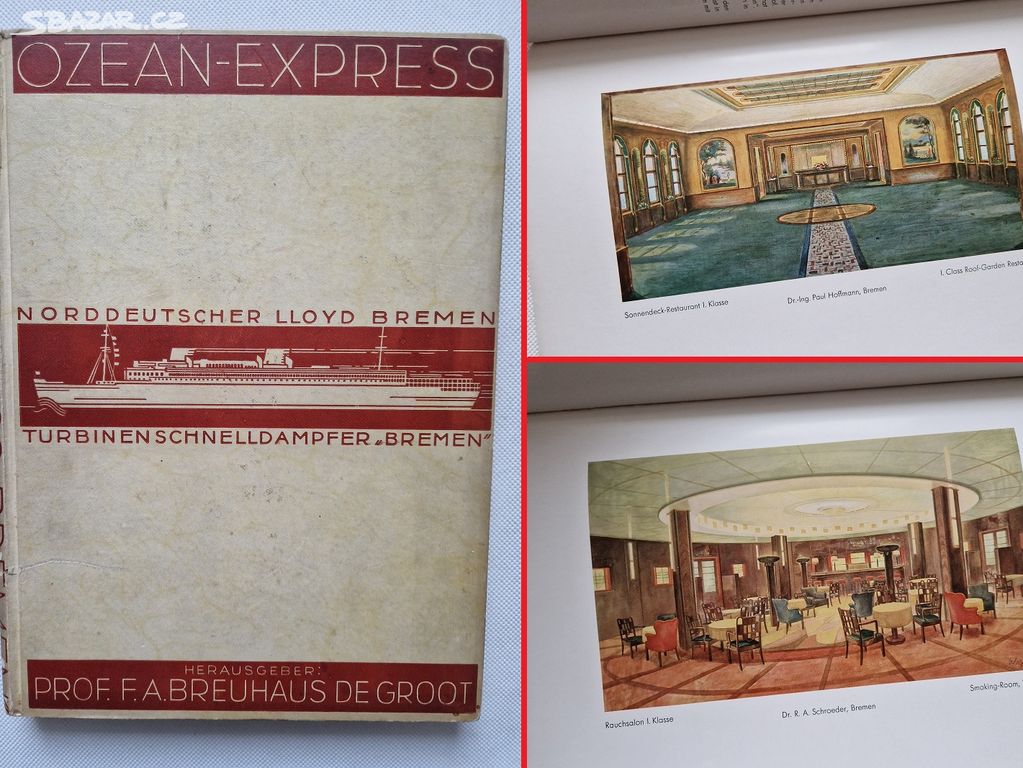 SBAZAR.CZ
OZEAN-EXPRESS
NORDDEUTSCHER LLOYD BREMEN
TURBINENSCHNELLDAMPFER „BREMEN"
HERAUSGEBER:
PROF. F. A. BREUHAUS DE GROOT
Sonnendeck-Restaurant I. Klasse
Dr.-Ing. Paul Hoffmann, Bremen
I. Class Roof-Garden Resta
Rauchsalon I. Klasse
Dr. R. A. Schroeder, Bremen
Smoking-Room,